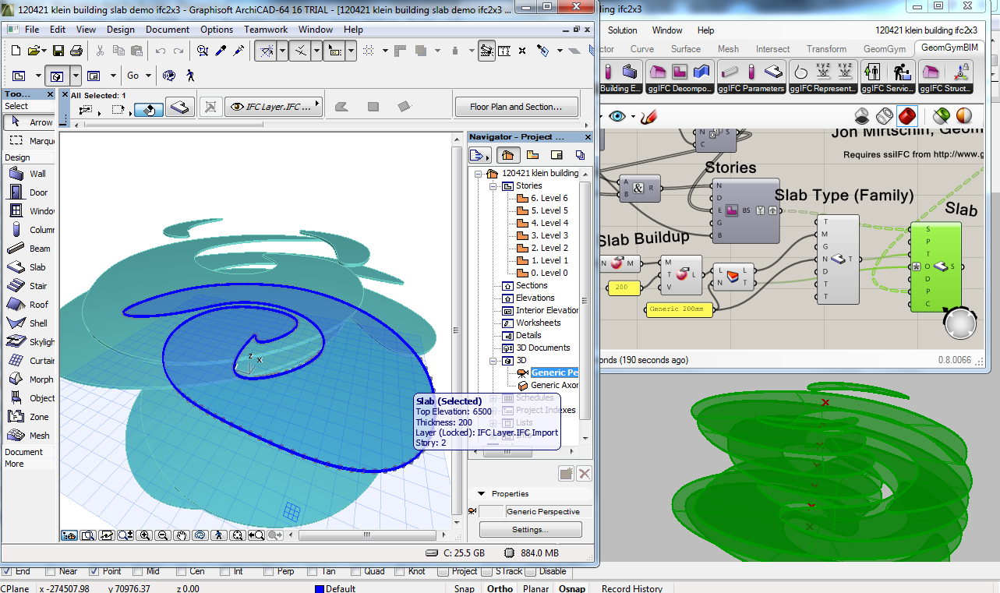 120421 klein building slab demo ifc2x3 - Graphisoft ArchiCAD-64 16 TRIAL - [120421 klein building slab demo ifc2x3 ...
File Edit View Design Document Options Teamwork Window Help
Go
Too...
All Selected: 1
Select
Arrow
Marque
Design
Wall
Door
Windo
Column
Beam
Slab
Stair
Roof
Shell
Skyligh
Curtain
Morph
Object
Zone
Mesh
Document
More
IFC Layer.IFC ...
Floor Plan and Section...
Navigator - Project ...
120421 klein building
Stories
6. Level 6
5. Level 5
4. Level 4
3. Level 3
2. Level 2
1. Level 1
0. Level 0
Sections
Elevations
Interior Elevation
Worksheets
Details
3D Documents
3D
Generic Pe
Generic Axon
Schedules
Project Indexes
Lists
Info
z
x
Slab (Selected)
Top Elevation: 6500
Thickness: 200
Layer (Locked): IFC Layer.IFC Import
Story: 2
Properties
Generic Perspective
Settings...
C: 25.5 GB 884.0 MB
ding ifc2x3
Solution Window Help 120421 klein building ifc2x3
ctor Curve Surface Mesh Intersect Transform GeomGym GeomGymBIM
Building E... ggIFC Decompo... ggIFC Parameters ggIFC Represent... ggIFC Servic... ggIFC Struct...
Jon Mirtschin, Geom
Requires ssiIFC from http://www.g
N S
C
Stories
A
B
R
N
D
E
G
B
BS
Slab Type (Family)
T
M
G
N
D
T
T
T
Slab
S
P
T
O
D
P
C
S
Slab Buildup
N M
200
M
T
V
L
L
N
L
T
Generic 200mm
onds (190 seconds ago) 0.8.0066
End Near Point Mid Cen Int Perp Tan Quad Knot Project STrack Disable
CPlane x -274507.98 y 70976.37 z 0.00 Default Snap Ortho Planar Osnap Record History